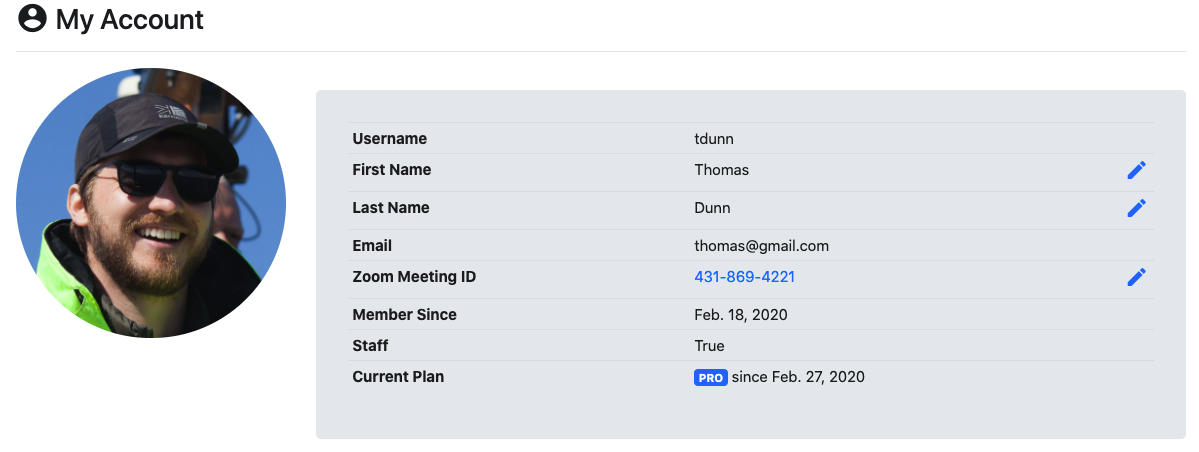 My Account
Username tdunn
First Name Thomas
Last Name Dunn
Email thomas@gmail.com
Zoom Meeting ID 431-869-4221
Member Since Feb. 18, 2020
Staff True
Current Plan PRO since Feb. 27, 2020